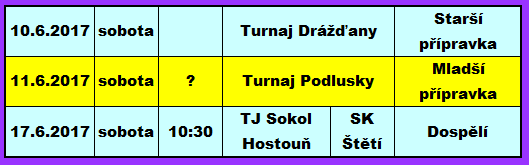 10.6.2017 sobota Turnaj Drážďany Starší přípravka
11.6.2017 sobota ? Turnaj Podlusky Mladší přípravka
17.6.2017 sobota 10:30 TJ Sokol Hostouň SK Štětí Dospělí